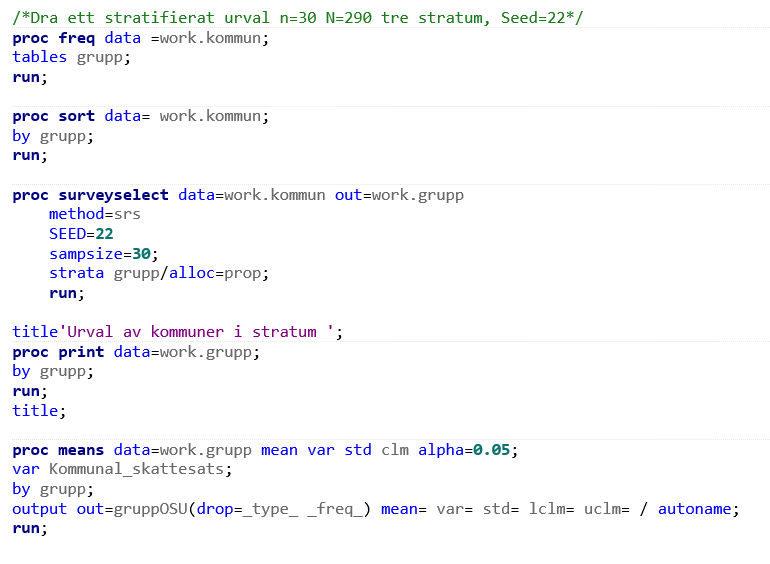 /*Dra ett stratifierat urval n=30 N=290 tre stratum, Seed=22*/
proc freq data =work.kommun;
tables grupp;
run;
proc sort data= work.kommun;
by grupp;
run;
proc surveyselect data=work.kommun out=work.grupp
method=srs
SEED=22
sampsize=30;
strata grupp/alloc=prop;
run;
title'Urval av kommuner i stratum ';
proc print data=work.grupp;
by grupp;
run;
title;
proc means data=work.grupp mean var std clm alpha=0.05;
var Kommunal_skattesats;
by grupp;
output out=gruppOSU(drop=_type_ _freq_) mean= var= std= lclm= uclm= / autoname;
run;